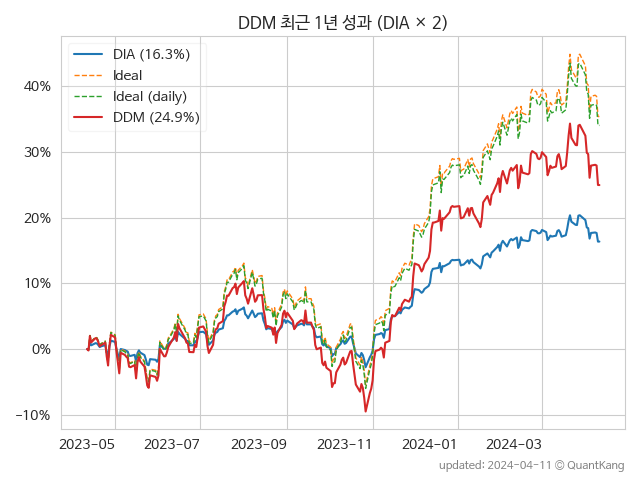 DDM 최근 1년 성과 (DIA × 2)
DIA (16.3%)
Ideal
Ideal (daily)
DDM (24.9%)
40%
30%
20%
10%
0%
−10%
2023-05 2023-07 2023-09 2023-11 2024-01 2024-03
updated: 2024-04-11 © QuantKang